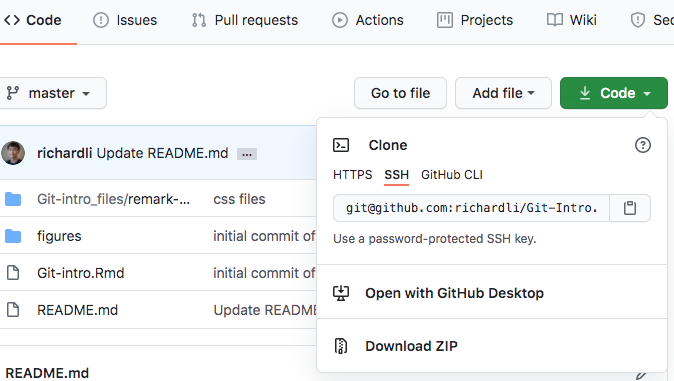 <> Code Issues Pull requests Actions Projects Wiki Sec
master Go to file Add file Code
richardli Update README.md ...
Clone
HTTPS SSH GitHub CLI
Git-intro_files/remark-... css files
git@github.com:richardli/Git-Intro.
figures initial commit of
Use a password-protected SSH key.
Git-intro.Rmd initial commit of
Open with GitHub Desktop
README.md Update README
Download ZIP
README.md